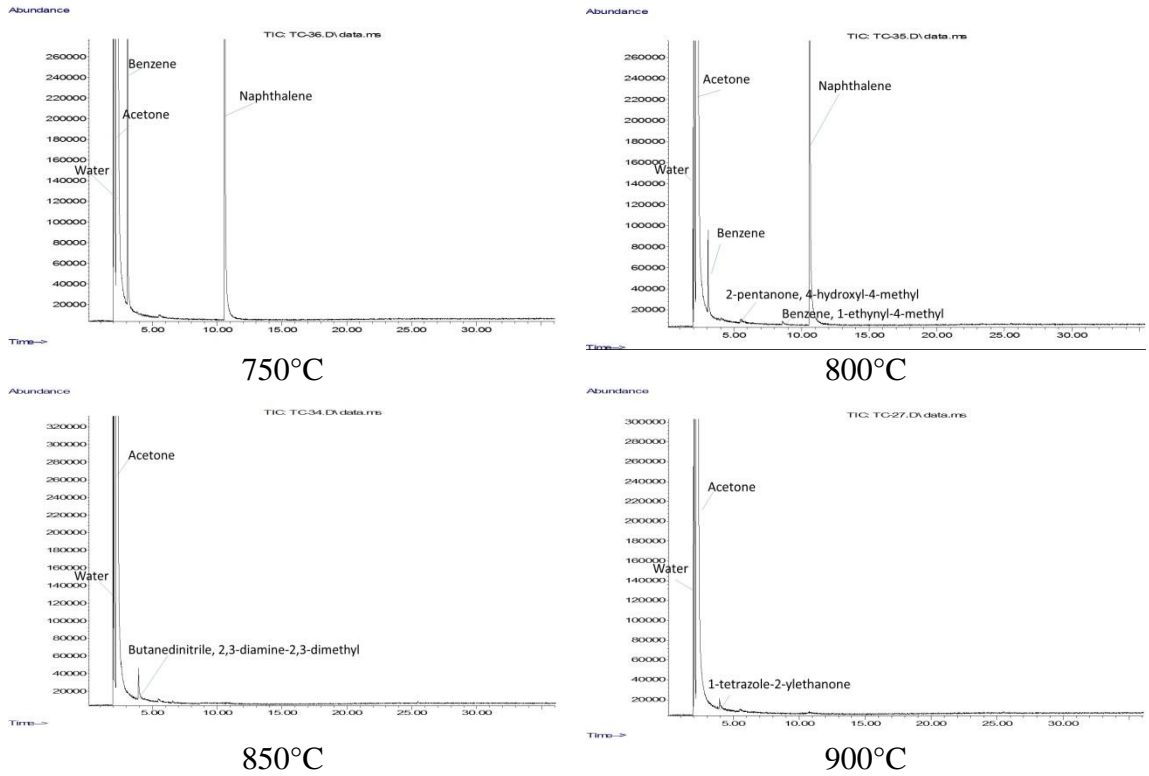 Abundance
TIC: TC-36.D\data.ms
260000
240000
220000
200000
180000
160000
140000
120000
100000
80000
60000
40000
20000
Benzene
Naphthalene
Acetone
Water
5.00 10.00 15.00 20.00 25.00 30.00 35.00
Time-->
750°C
Abundance
TIC: TC-35.D\data.ms
260000
240000
220000
200000
180000
160000
140000
120000
100000
80000
60000
40000
20000
Acetone
Naphthalene
Water
Benzene
2-pentanone, 4-hydroxyl-4-methyl
Benzene, 1-ethynyl-4-methyl
5.00 10.00 15.00 20.00 25.00 30.00
Time-->
800°C
Abundance
TIC: TC-34.D\data.ms
320000
300000
280000
260000
240000
220000
200000
180000
160000
140000
120000
100000
80000
60000
40000
20000
Acetone
Water
Butanedinitrile, 2,3-diamine-2,3-dimethyl
5.00 10.00 15.00 20.00 25.00 30.00 35.00
Time-->
850°C
Abundance
TIC: TC-27.D\data.ms
300000
280000
260000
240000
220000
200000
180000
160000
140000
120000
100000
80000
60000
40000
20000
Acetone
Water
1-tetrazole-2-ylethanone
5.00 10.00 15.00 20.00 25.00 30.00 35.00
Time-->
900°C